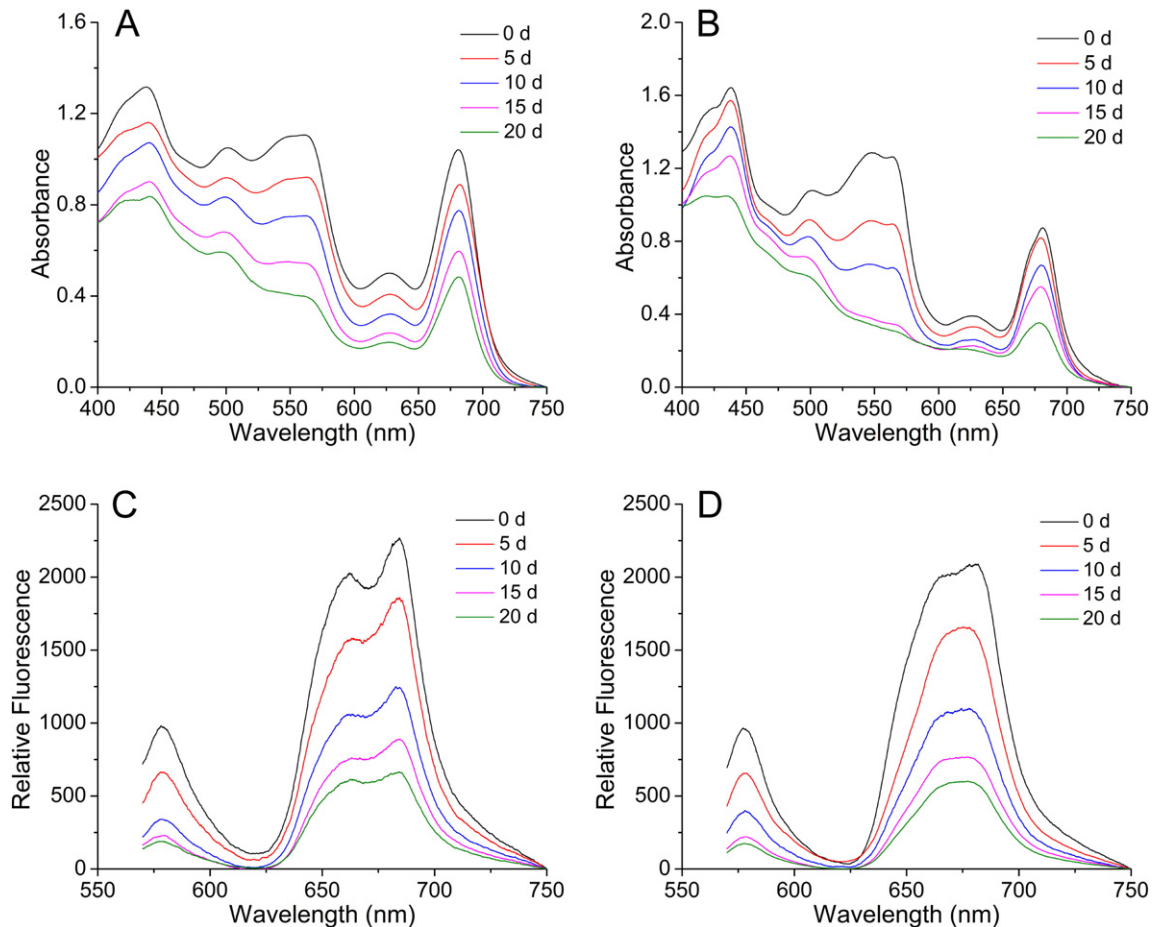 A
1.6
1.2
0.8
0.4
0.0
Absorbance
400 450 500 550 600 650 700 750
Wavelength (nm)
0 d
5 d
10 d
15 d
20 d
B
2.0
1.6
1.2
0.8
0.4
0.0
Absorbance
400 450 500 550 600 650 700 750
Wavelength (nm)
0 d
5 d
10 d
15 d
20 d
C
2500
2000
1500
1000
500
0
Relative Fluorescence
550 600 650 700 750
Wavelength (nm)
0 d
5 d
10 d
15 d
20 d
D
2500
2000
1500
1000
500
0
Relative Fluorescence
550 600 650 700 750
Wavelength (nm)
0 d
5 d
10 d
15 d
20 d